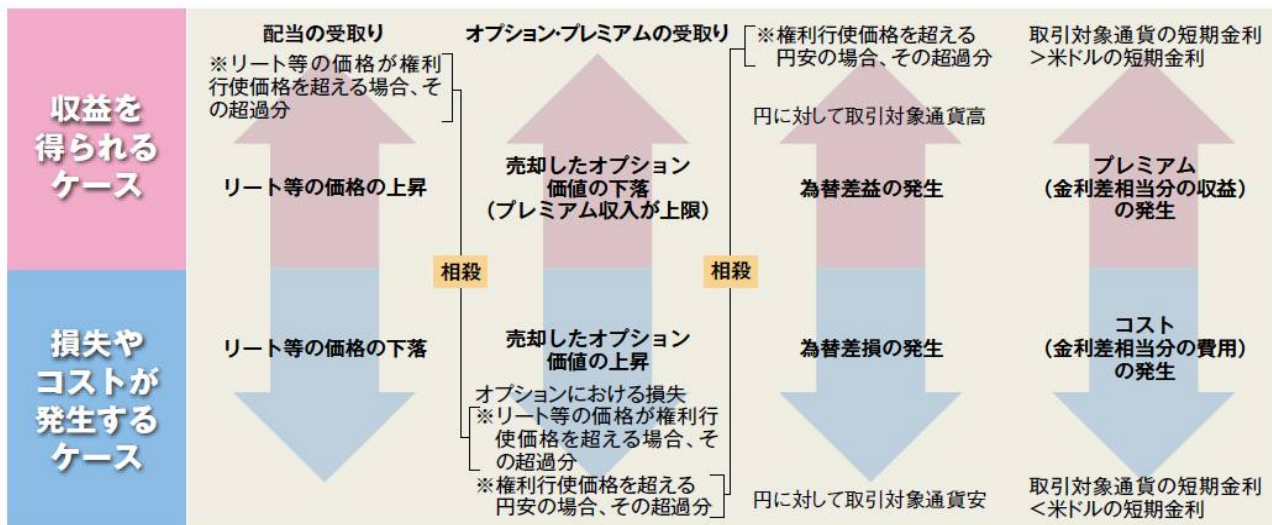 収益を
得られる
ケース
配当の受取り
※リート等の価格が権利
行使価格を超える場合、そ
の超過分
リート等の価格の上昇
オプション・プレミアムの受取り
売却したオプション
価値の下落
（プレミアム収入が上限）
※権利行使価格を超える
円安の場合、その超過分
円に対して取引対象通貨高
為替差益の発生
取引対象通貨の短期金利
＞米ドルの短期金利
プレミアム
（金利差相当分の収益）
の発生
相殺
相殺
損失や
コストが
発生する
ケース
リート等の価格の下落
売却したオプション
価値の上昇
オプションにおける損失
※リート等の価格が権利行
使価格を超える場合、そ
の超過分
※権利行使価格を超える
円安の場合、その超過分
為替差損の発生
円に対して取引対象通貨安
コスト
（金利差相当分の費用）
の発生
取引対象通貨の短期金利
＜米ドルの短期金利